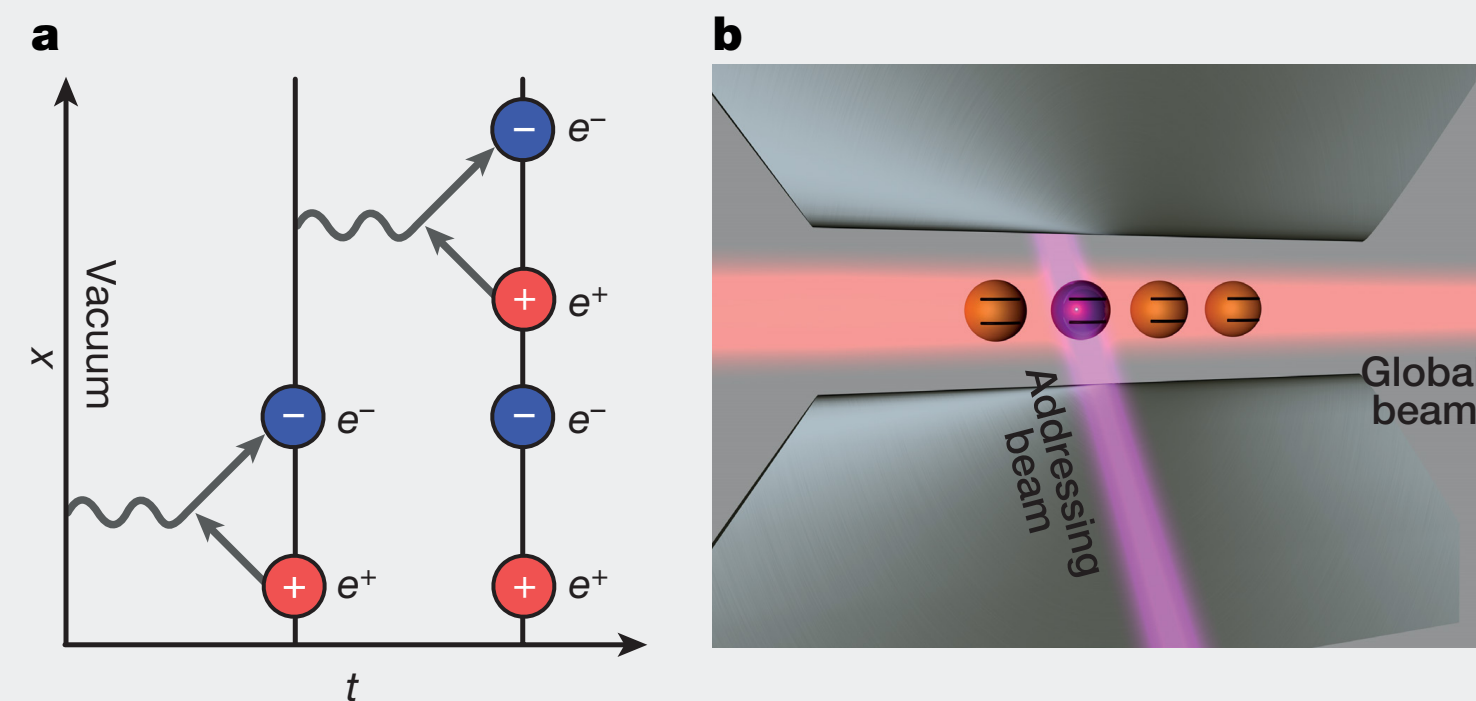 a
b
e⁻
e⁺
Vacuum
x
e⁻
e⁻
e⁺
e⁺
t
Addressing
beam
Globa
beam